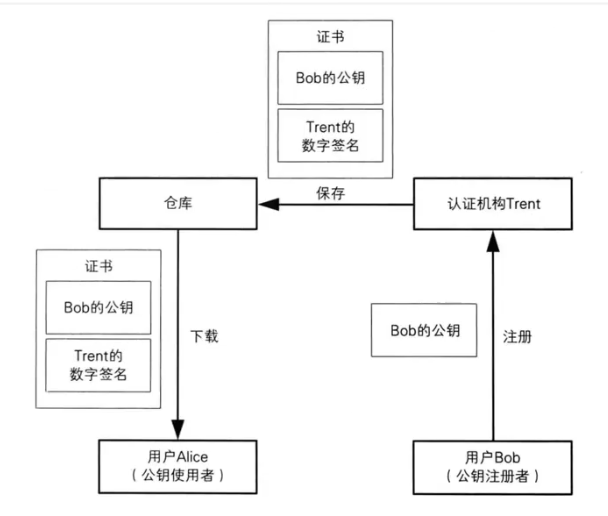 证书
Bob的公钥
Trent的
数字签名
仓库
保存
认证机构Trent
证书
Bob的公钥
Trent的
数字签名
下载
Bob的公钥
注册
用户Alice
（公钥使用者）
用户Bob
（公钥注册者）